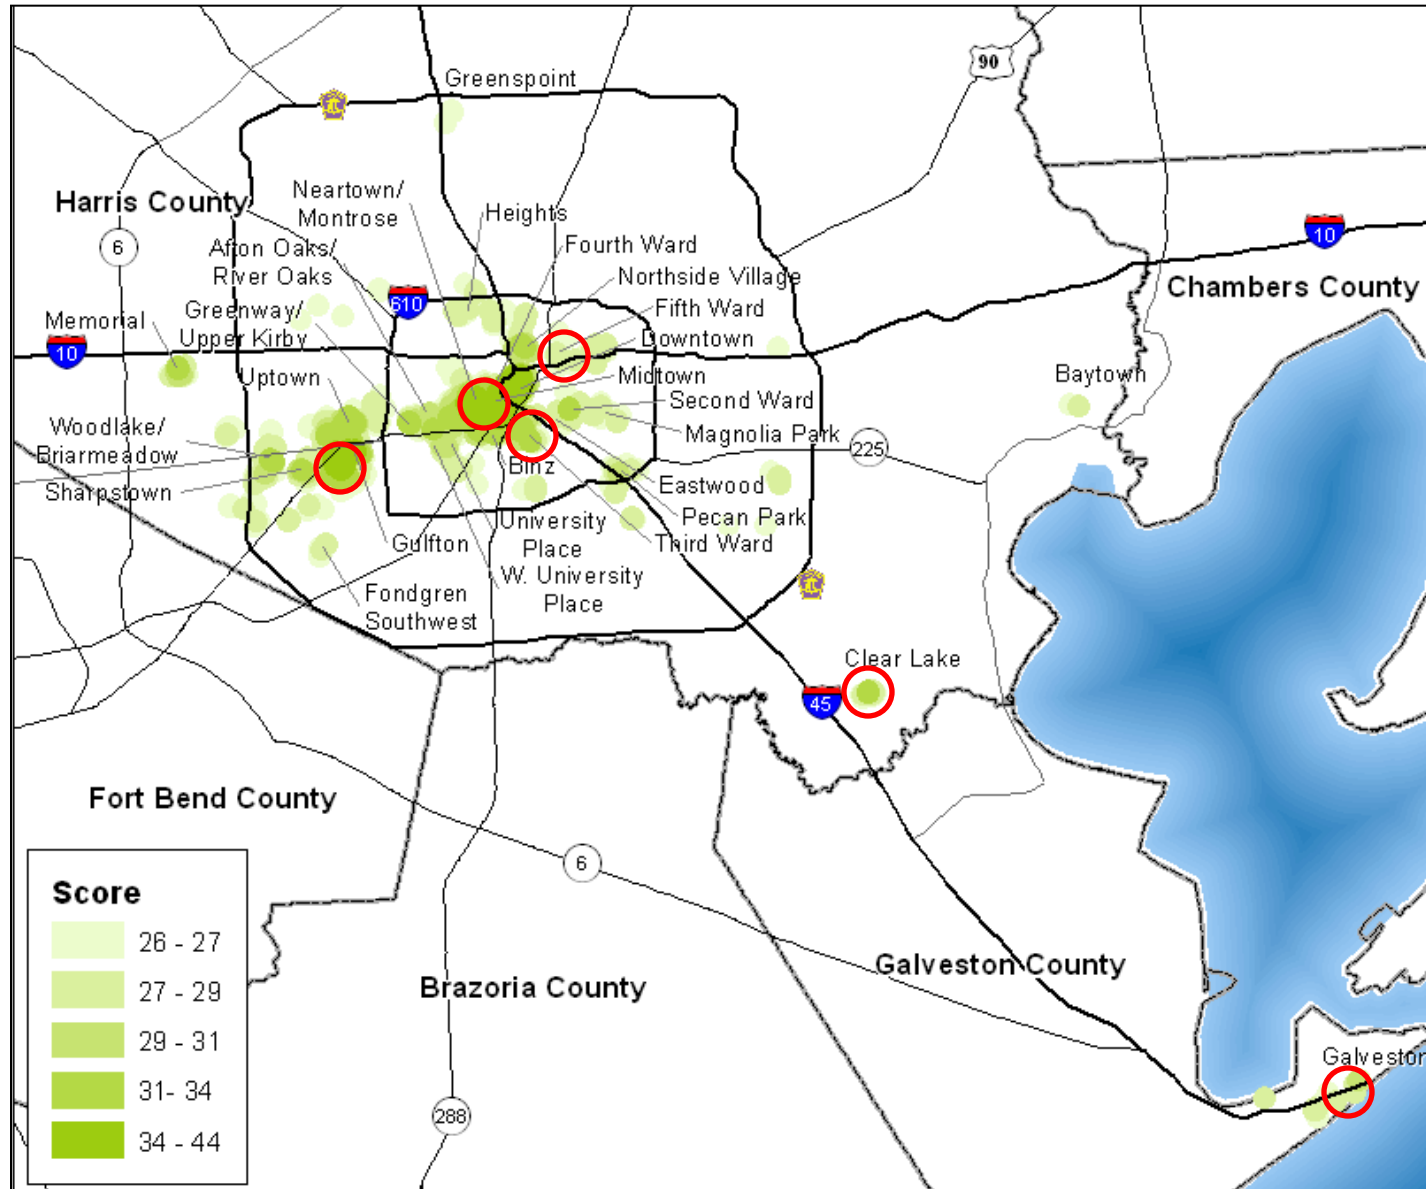 90
Greenspoint
Harris County
Neartown/
Montrose
Heights
6
Afton Oaks/
River Oaks
Fourth Ward
10
Northside Village
Chambers County
610
Greenway/
Upper Kirby
Fifth Ward
Memorial
10
Downtown
Uptown
Midtown
Baytown
Second Ward
Woodlake/
Briarmeadow
Magnolia Park
225
Sharpstown
Binz
Eastwood
University
Place
Pecan Park
Gulfton
Third Ward
W. University
Place
Fondgren
Southwest
Clear Lake
45
Fort Bend County
6
Score
26 - 27
27 - 29
29 - 31
31- 34
34 - 44
Galveston County
Brazoria County
Galveston
288